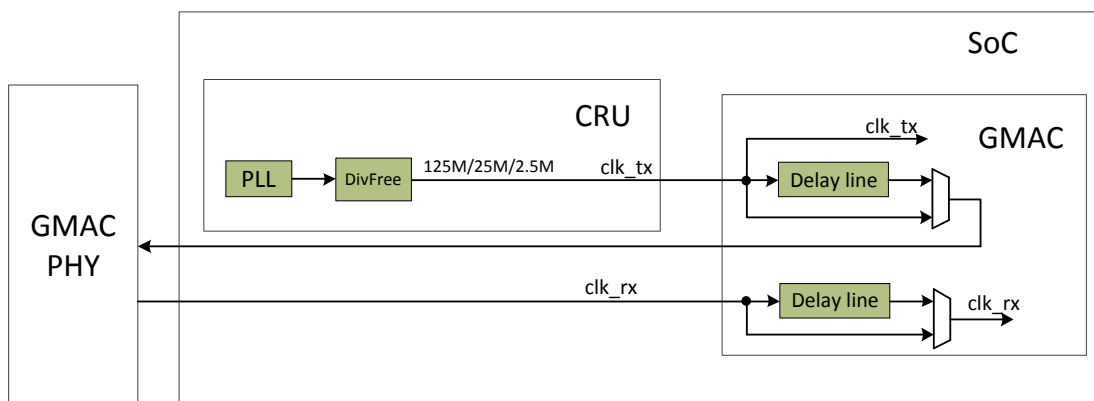 SoC
CRU
clk_tx
GMAC
125M/25M/2.5M
clk_tx
PLL
DivFree
Delay line
GMAC
PHY
clk_rx
Delay line
clk_rx